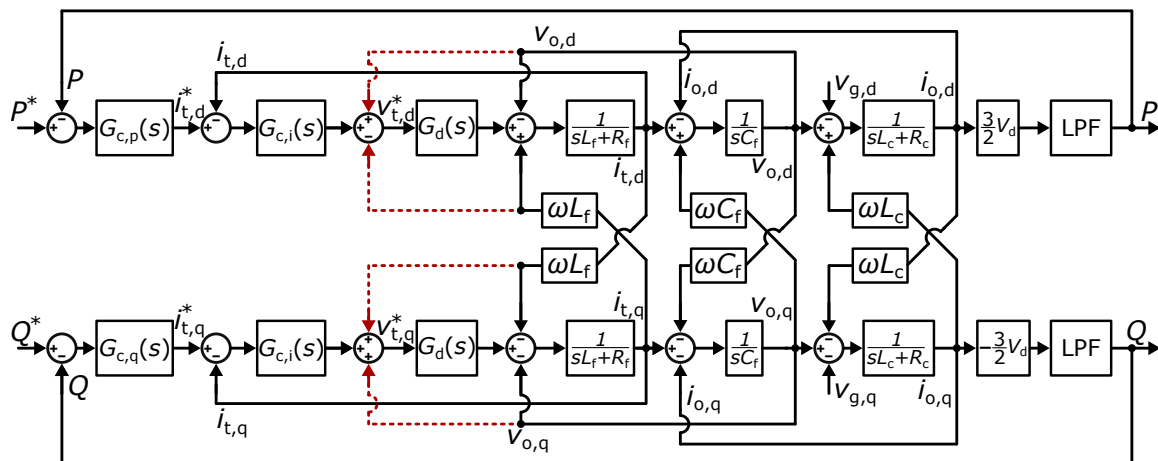 v_o,d
i_t,d
P
i*_t,d
v*_t,d
i_o,d
v_g,d
i_o,d
P*
G_c,p(s)
G_c,i(s)
G_d(s)
1/(sL_f+R_f)
1/(sC_f)
1/(sL_c+R_c)
3/2 V_d
LPF
P
i_t,d
v_o,d
ωL_f
ωC_f
ωL_c
ωL_f
ωC_f
ωL_c
i*_t,q
v*_t,q
i_t,q
v_o,q
Q*
G_c,q(s)
G_c,i(s)
G_d(s)
1/(sL_f+R_f)
1/(sC_f)
1/(sL_c+R_c)
-3/2 V_d
LPF
Q
Q
i_t,q
v_o,q
i_o,q
v_g,q
i_o,q